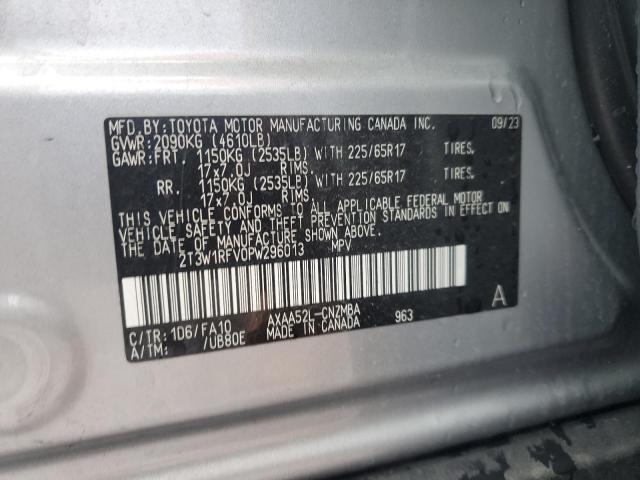 MFD.BY:TOYOTA MOTOR MANUFACTURING CANADA INC. 09/23
GVWR:2090KG (4610LB)
GAWR:FRT. 1150KG (2535LB) WITH 225/65R17 TIRES.
17x7.0J RIMS.
RR. 1150KG (2535LB) WITH 225/65R17 TIRES.
17x7.0J RIMS.
THIS VEHICLE CONFORMS TO ALL APPLICABLE FEDERAL MOTOR
VEHICLE SAFETY AND THEFT PREVENTION STANDARDS IN EFFECT ON
THE DATE OF MANUFACTURE SHOWN ABOVE.
2T3W1RFV0PW296013 MPV
A
C/TR:1D6/FA10 AXAA52L-CNZMBA 963
A/TM: /UB80E MADE IN CANADA